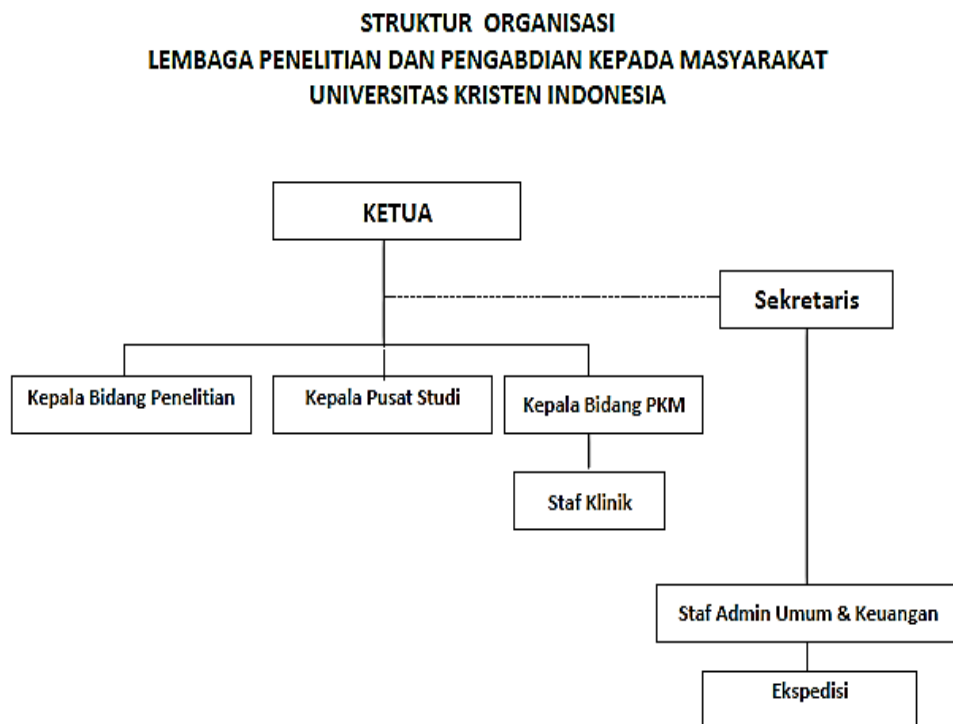 STRUKTUR ORGANISASI
LEMBAGA PENELITIAN DAN PENGABDIAN KEPADA MASYARAKAT
UNIVERSITAS KRISTEN INDONESIA
KETUA
Sekretaris
Kepala Bidang Penelitian
Kepala Pusat Studi
Kepala Bidang PKM
Staf Klinik
Staf Admin Umum & Keuangan
Ekspedisi